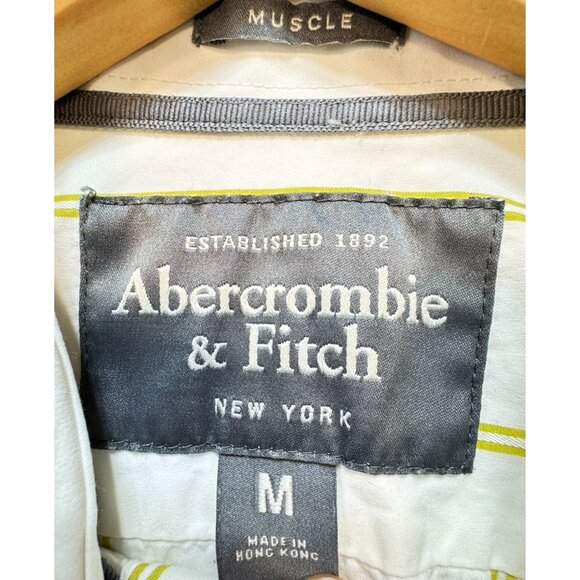 MUSCLE
ESTABLISHED 1892
Abercrombie
& Fitch
NEW YORK
M
MADE IN
HONG KONG